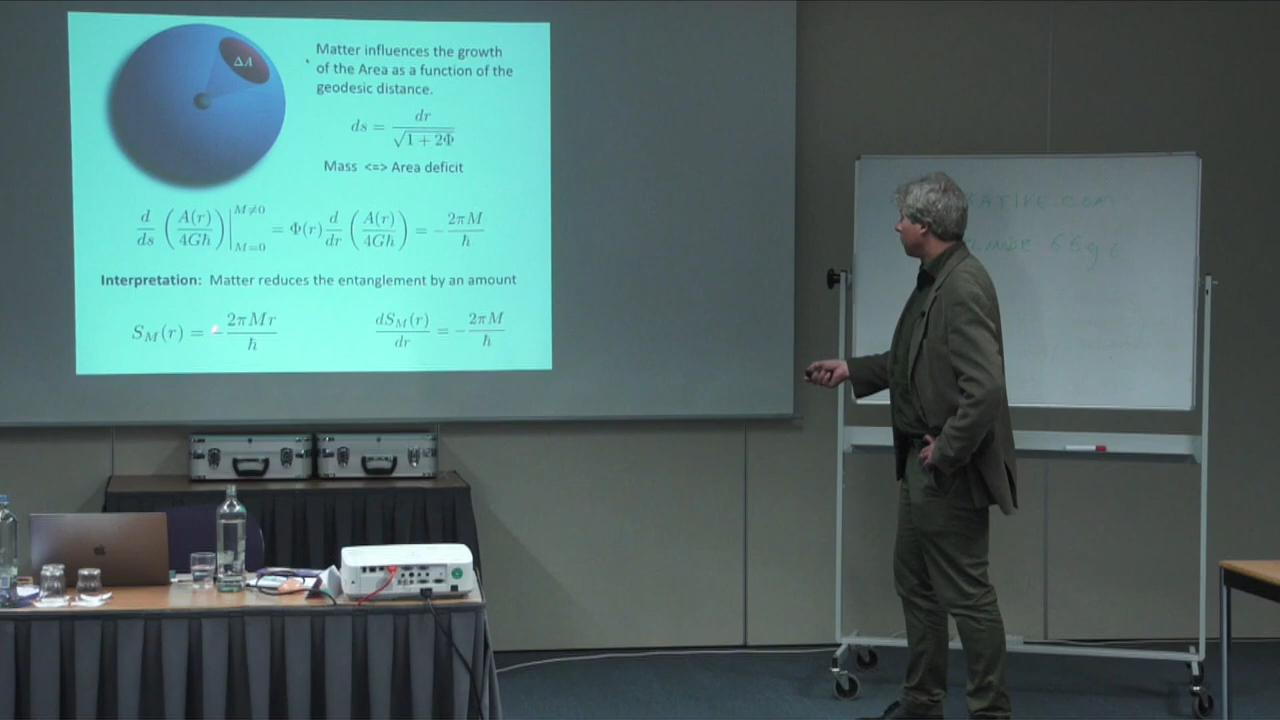 ΔA
Matter influences the growth
of the Area as a function of the
geodesic distance.
ds = dr / √(1 + 2Φ)
Mass <=> Area deficit
d/ds (A(r)/4Għ) |_{M=0}^{M≠0} = Φ(r) d/dr (A(r)/4Għ) = − 2πM/ħ
Interpretation: Matter reduces the entanglement by an amount
S_M(r) = − 2πMr/ħ
dS_M(r)/dr = − 2πM/ħ